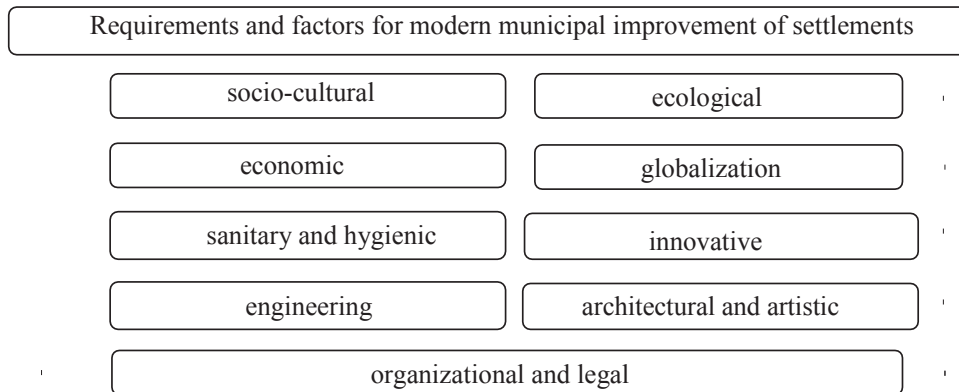 Requirements and factors for modern municipal improvement of settlements
socio-cultural
ecological
economic
globalization
sanitary and hygienic
innovative
engineering
architectural and artistic
organizational and legal